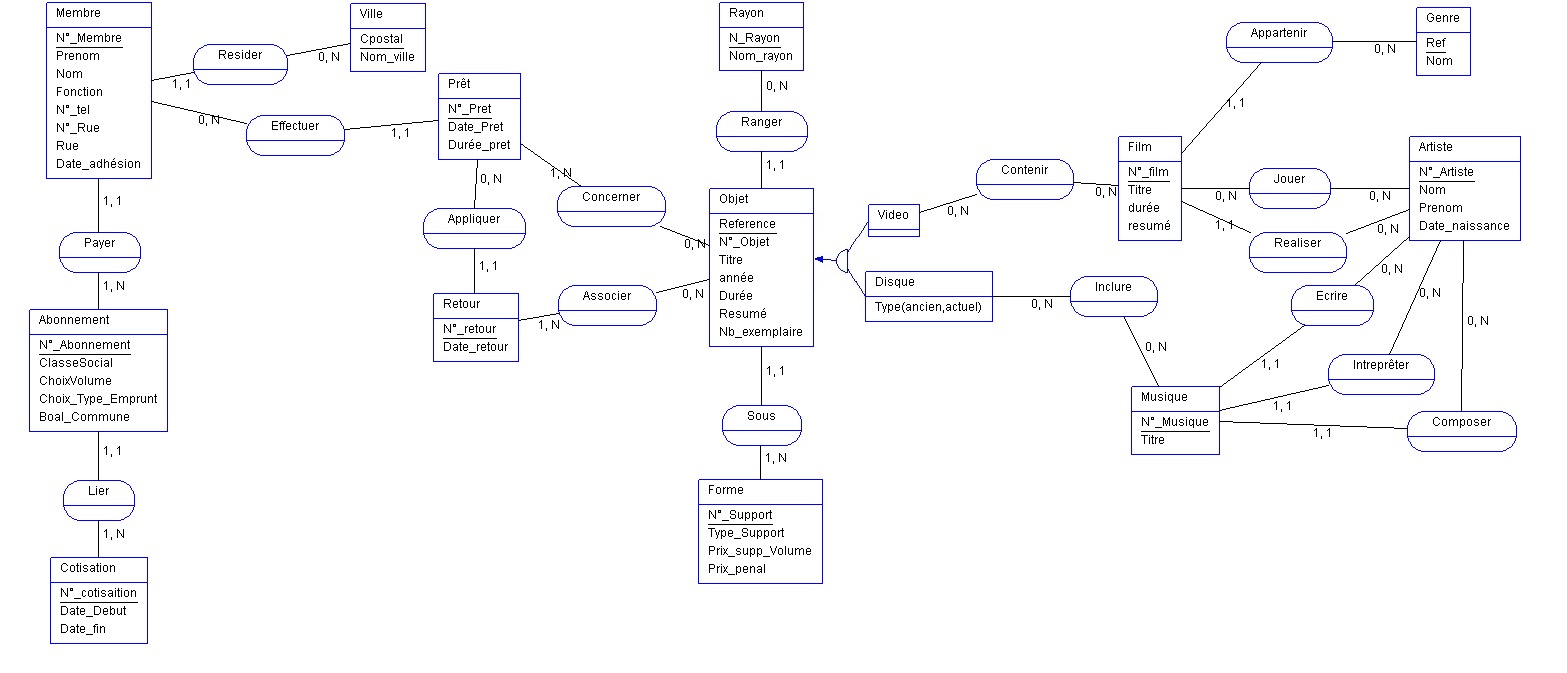 Membre
N°_Membre
Prenom
Nom
Fonction
N°_tel
N°_Rue
Rue
Date_adhésion
1, 1
Resider
0, N
Ville
Cpostal
Nom_ville
0, N
Effectuer
1, 1
Prêt
N°_Pret
Date_Pret
Durée_pret
1, 1
Payer
1, N
Abonnement
N°_Abonnement
ClasseSocial
ChoixVolume
Choix_Type_Emprunt
Boal_Commune
1, 1
Lier
1, N
Cotisation
N°_cotisaition
Date_Debut
Date_fin
0, N
Appliquer
1, 1
Retour
N°_retour
Date_retour
1, N
Concerner
0, N
1, N
Associer
0, N
Rayon
N_Rayon
Nom_rayon
0, N
Ranger
1, 1
Objet
Reference
N°_Objet
Titre
année
Durée
Resumé
Nb_exemplaire
1, 1
Sous
1, N
Forme
N°_Support
Type_Support
Prix_supp_Volume
Prix_penal
Video
0, N
Contenir
0, N
Disque
Type(ancien,actuel)
0, N
Inclure
0, N
Film
N°_film
Titre
durée
resumé
1, 1
Appartenir
0, N
Genre
Ref
Nom
0, N
Jouer
0, N
1, 1
Realiser
0, N
Artiste
N°_Artiste
Nom
Prenom
Date_naissance
0, N
Ecrire
1, 1
0, N
Intreprêter
1, 1
0, N
Composer
1, 1
Musique
N°_Musique
Titre